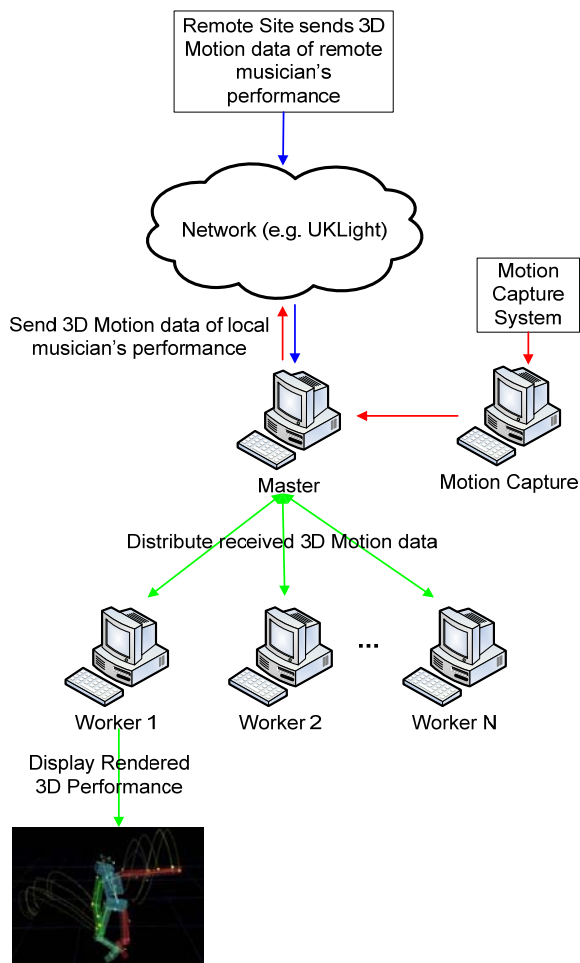 Remote Site sends 3D
Motion data of remote
musician's
performance
Network (e.g. UKLight)
Motion
Capture
System
Send 3D Motion data of local
musician's performance
Master
Motion Capture
Distribute received 3D Motion data
...
Worker 1
Worker 2
Worker N
Display Rendered
3D Performance